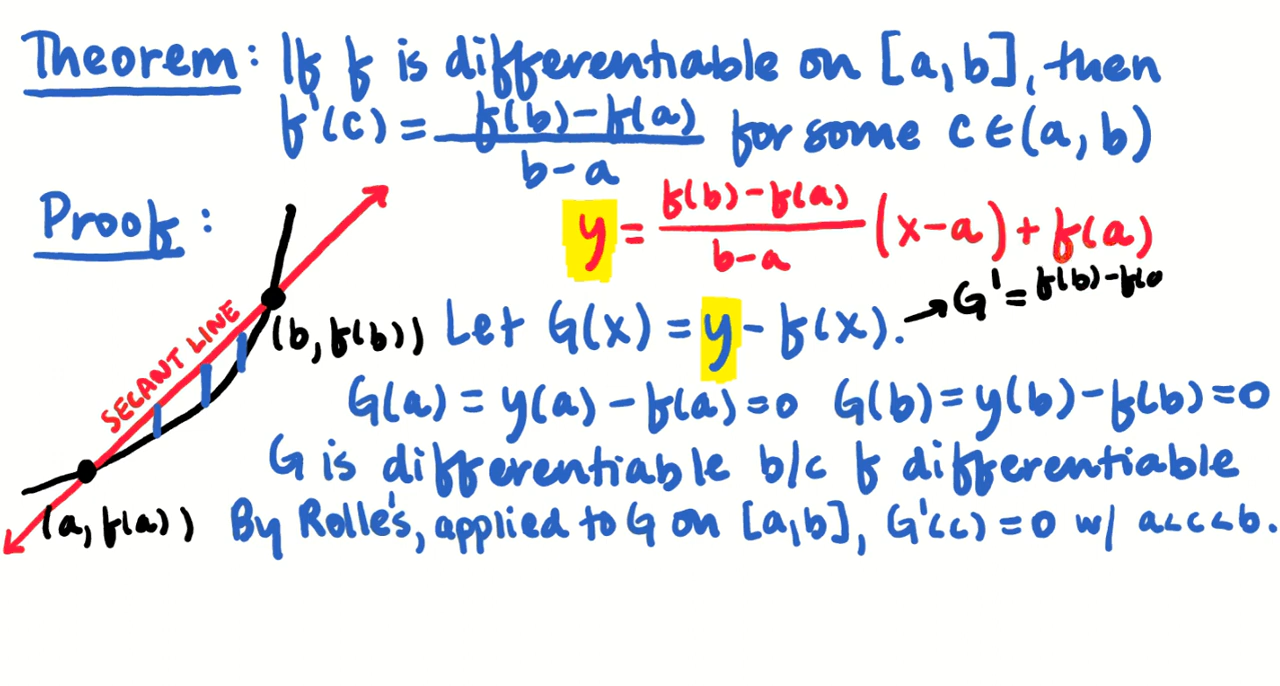 Theorem: If f is differentiable on [a,b], then
f'(c) = f(b)-f(a) / b-a for some c∈(a,b)
Proof:
y = f(b)-f(a) / b-a (x-a) + f(a)
Let G(x) = y - f(x). → G' = f(b)-f(a
SECANT LINE
(b, f(b))
G(a) = y(a) - f(a) = 0 G(b) = y(b) - f(b) = 0
G is differentiable b/c f differentiable
(a, f(a))
By Rolle's, applied to G on [a,b], G'(c) = 0 w/ a<c<b.